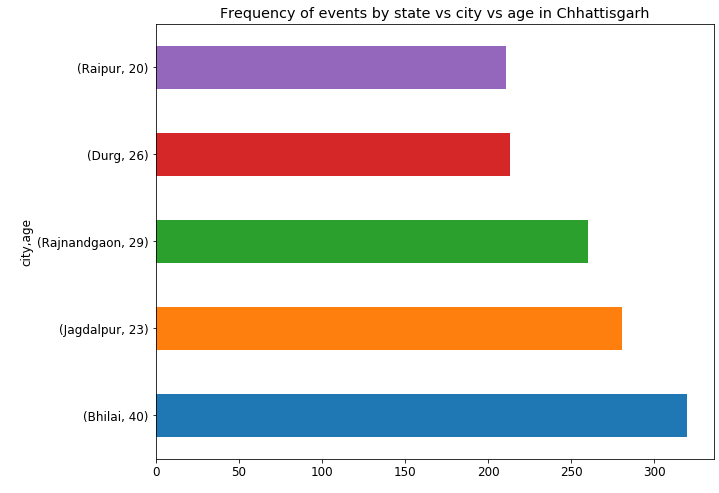 Frequency of events by state vs city vs age in Chhattisgarh
(Raipur, 20)
(Durg, 26)
(Rajnandgaon, 29)
(Jagdalpur, 23)
(Bhilai, 40)
city,age
0 50 100 150 200 250 300